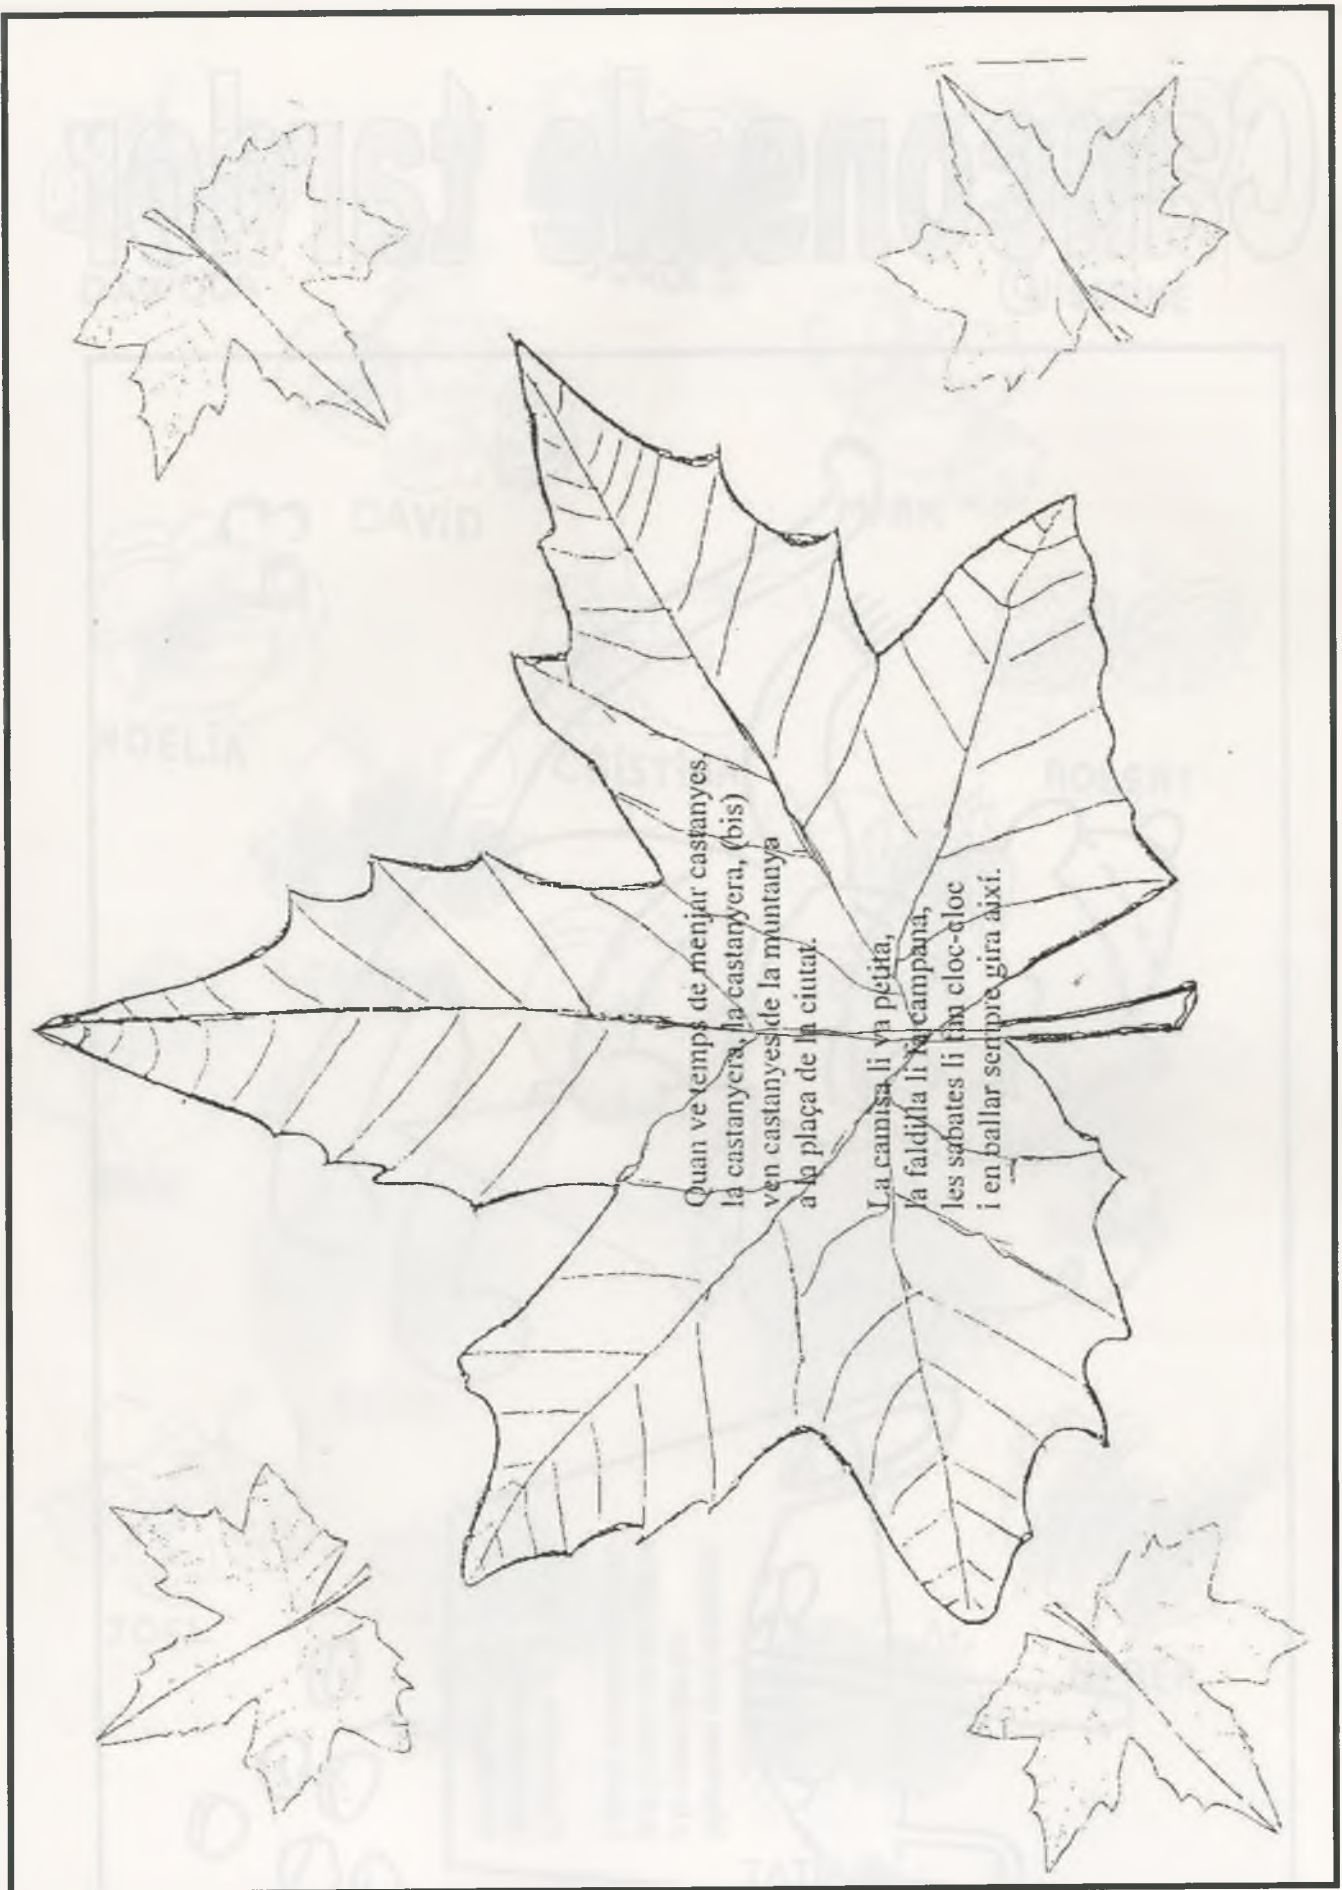 Quan ve temps de menjar castanyes,
la castanyera, la castanyera, (bis)
ven castanyes de la muntanya
a la plaça de la ciutat.
La camisa li va petita,
la faldilla li fa campana,
les sabates li fan cloc-cloc
i en ballar sempre gira així.